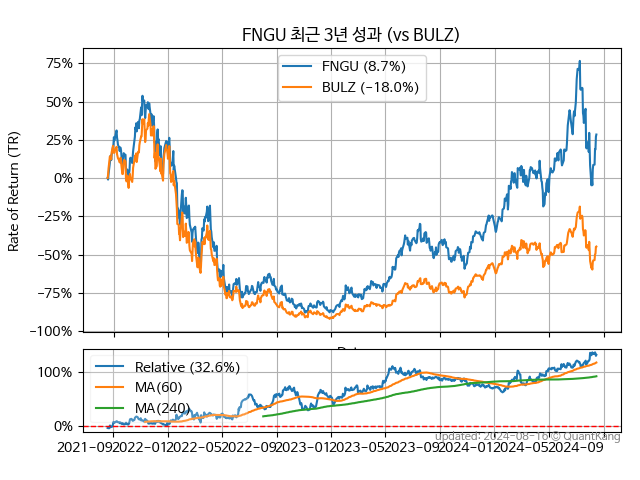 FNGU 최근 3년 성과 (vs BULZ)
Rate of Return (TR)
75%
50%
25%
0%
−25%
−50%
−75%
−100%
FNGU (8.7%)
BULZ (−18.0%)
100%
0%
Relative (32.6%)
MA(60)
MA(240)
2021-09
2022-01
2022-05
2022-09
2023-01
2023-05
2023-09
2024-01
2024-05
2024-09
updated: 2024-08-16 © QuantKang